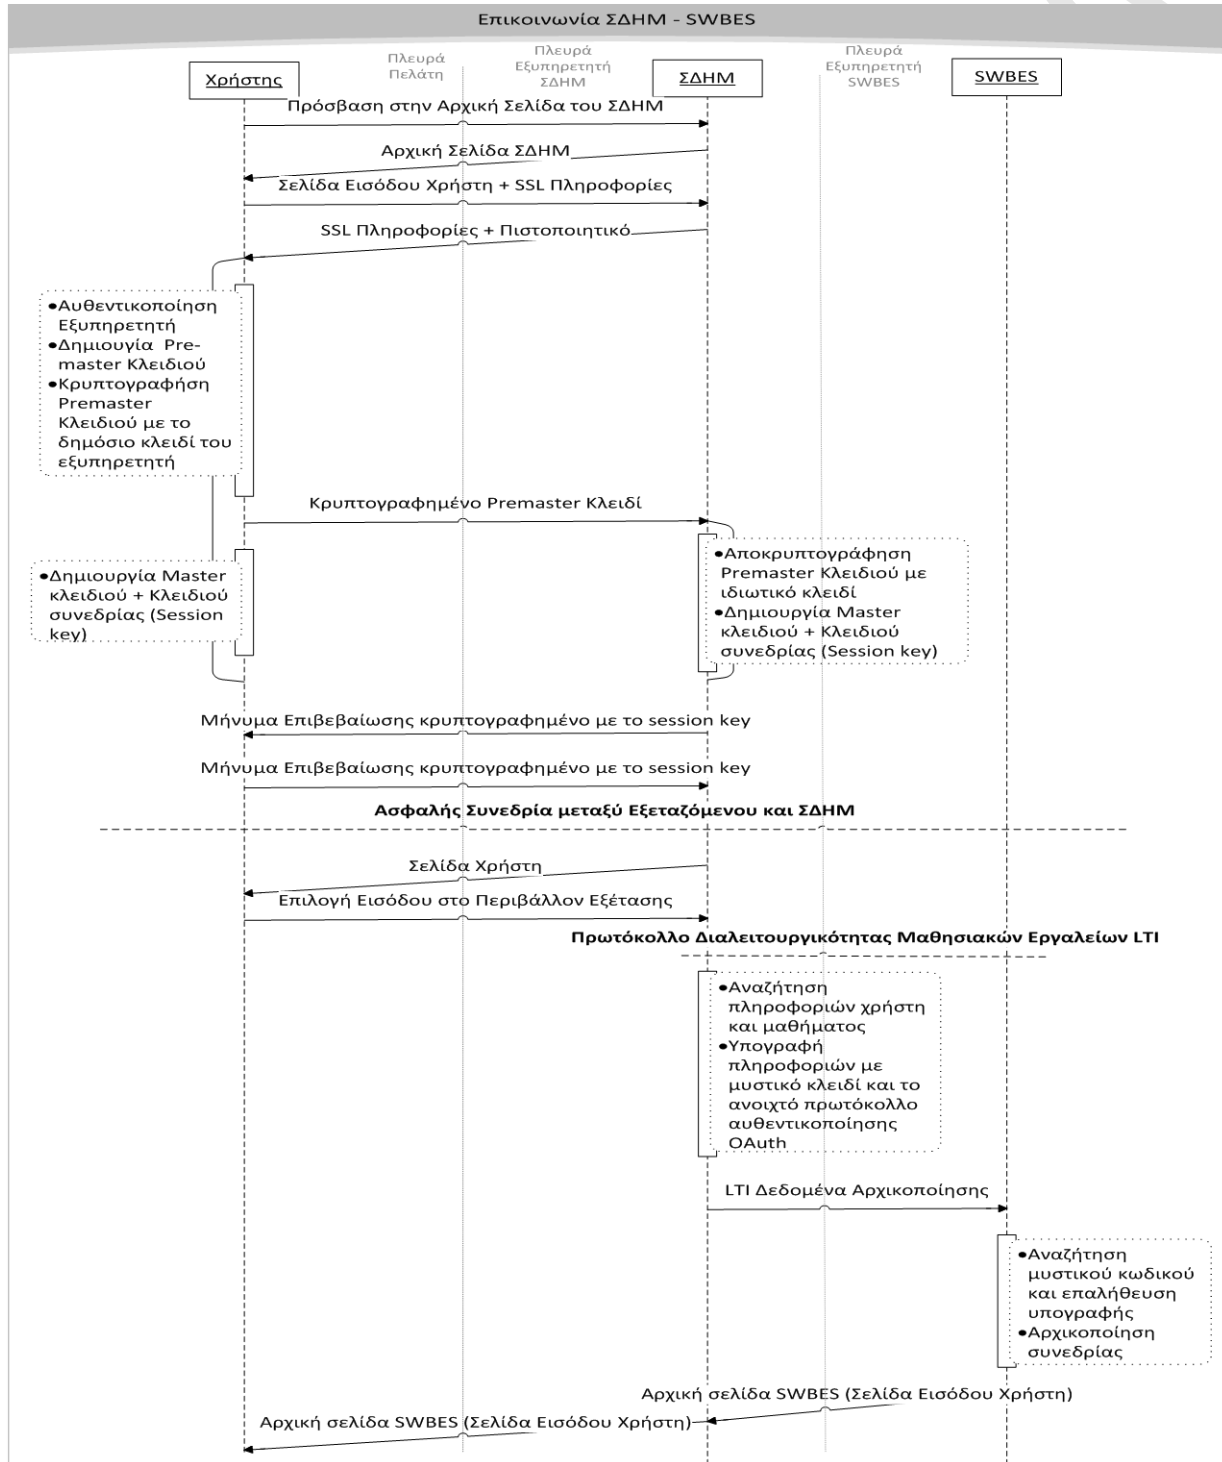 Επικοινωνία ΣΔΗΜ - SWBES
Πλευρά
Πελάτη
Πλευρά
Εξυπηρετητή
ΣΔΗΜ
Πλευρά
Εξυπηρετητή
SWBES
Χρήστης
ΣΔΗΜ
SWBES
Πρόσβαση στην Αρχική Σελίδα του ΣΔΗΜ
Αρχική Σελίδα ΣΔΗΜ
Σελίδα Εισόδου Χρήστη + SSL Πληροφορίες
SSL Πληροφορίες + Πιστοποιητικό
●Αυθεντικοποίηση
Εξυπηρετητή
●Δημιουγία Pre-
master Κλειδιού
●Κρυπτογραφήση
Premaster
Κλειδιού με το
δημόσιο κλειδί του
εξυπηρετητή
Κρυπτογραφημένο Premaster Κλειδί
●Δημιουργία Master
κλειδιού + Κλειδιού
συνεδρίας (Session
key)
●Αποκρυπτογράφηση
Premaster Κλειδιού με
ιδιωτικό κλειδί
●Δημιουργία Master
κλειδιού + Κλειδιού
συνεδρίας (Session key)
Μήνυμα Επιβεβαίωσης κρυπτογραφημένο με το session key
Μήνυμα Επιβεβαίωσης κρυπτογραφημένο με το session key
Ασφαλής Συνεδρία μεταξύ Εξεταζόμενου και ΣΔΗΜ
Σελίδα Χρήστη
Επιλογή Εισόδου στο Περιβάλλον Εξέτασης
Πρωτόκολλο Διαλειτουργικότητας Μαθησιακών Εργαλείων LTI
●Αναζήτηση
πληροφοριών χρήστη
και μαθήματος
●Υπογραφή
πληροφοριών με
μυστικό κλειδί και το
ανοιχτό πρωτόκολλο
αυθεντικοποίησης
OAuth
LTI Δεδομένα Αρχικοποίησης
●Αναζήτηση
μυστικού κωδικού
και επαλήθευση
υπογραφής
●Αρχικοποίηση
συνεδρίας
Αρχική σελίδα SWBES (Σελίδα Εισόδου Χρήστη)
Αρχική σελίδα SWBES (Σελίδα Εισόδου Χρήστη)